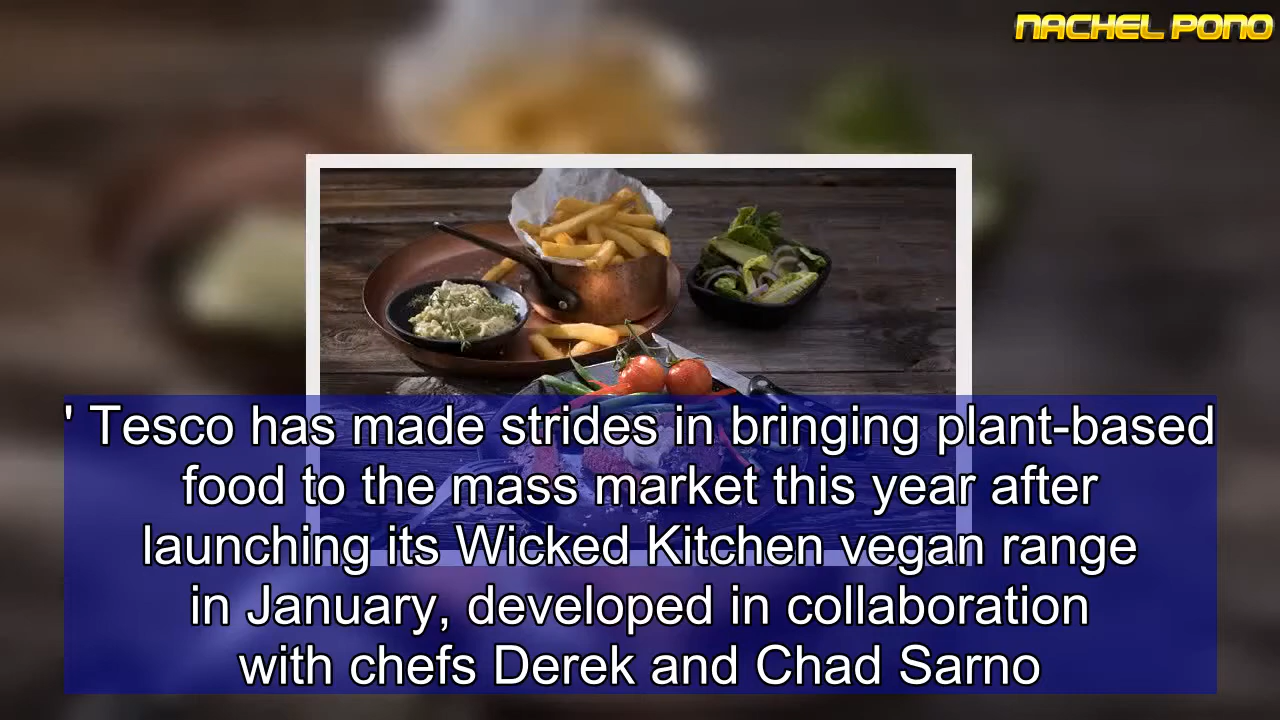 NACHEL PONO
' Tesco has made strides in bringing plant-based
food to the mass market this year after
launching its Wicked Kitchen vegan range
in January, developed in collaboration
with chefs Derek and Chad Sarno